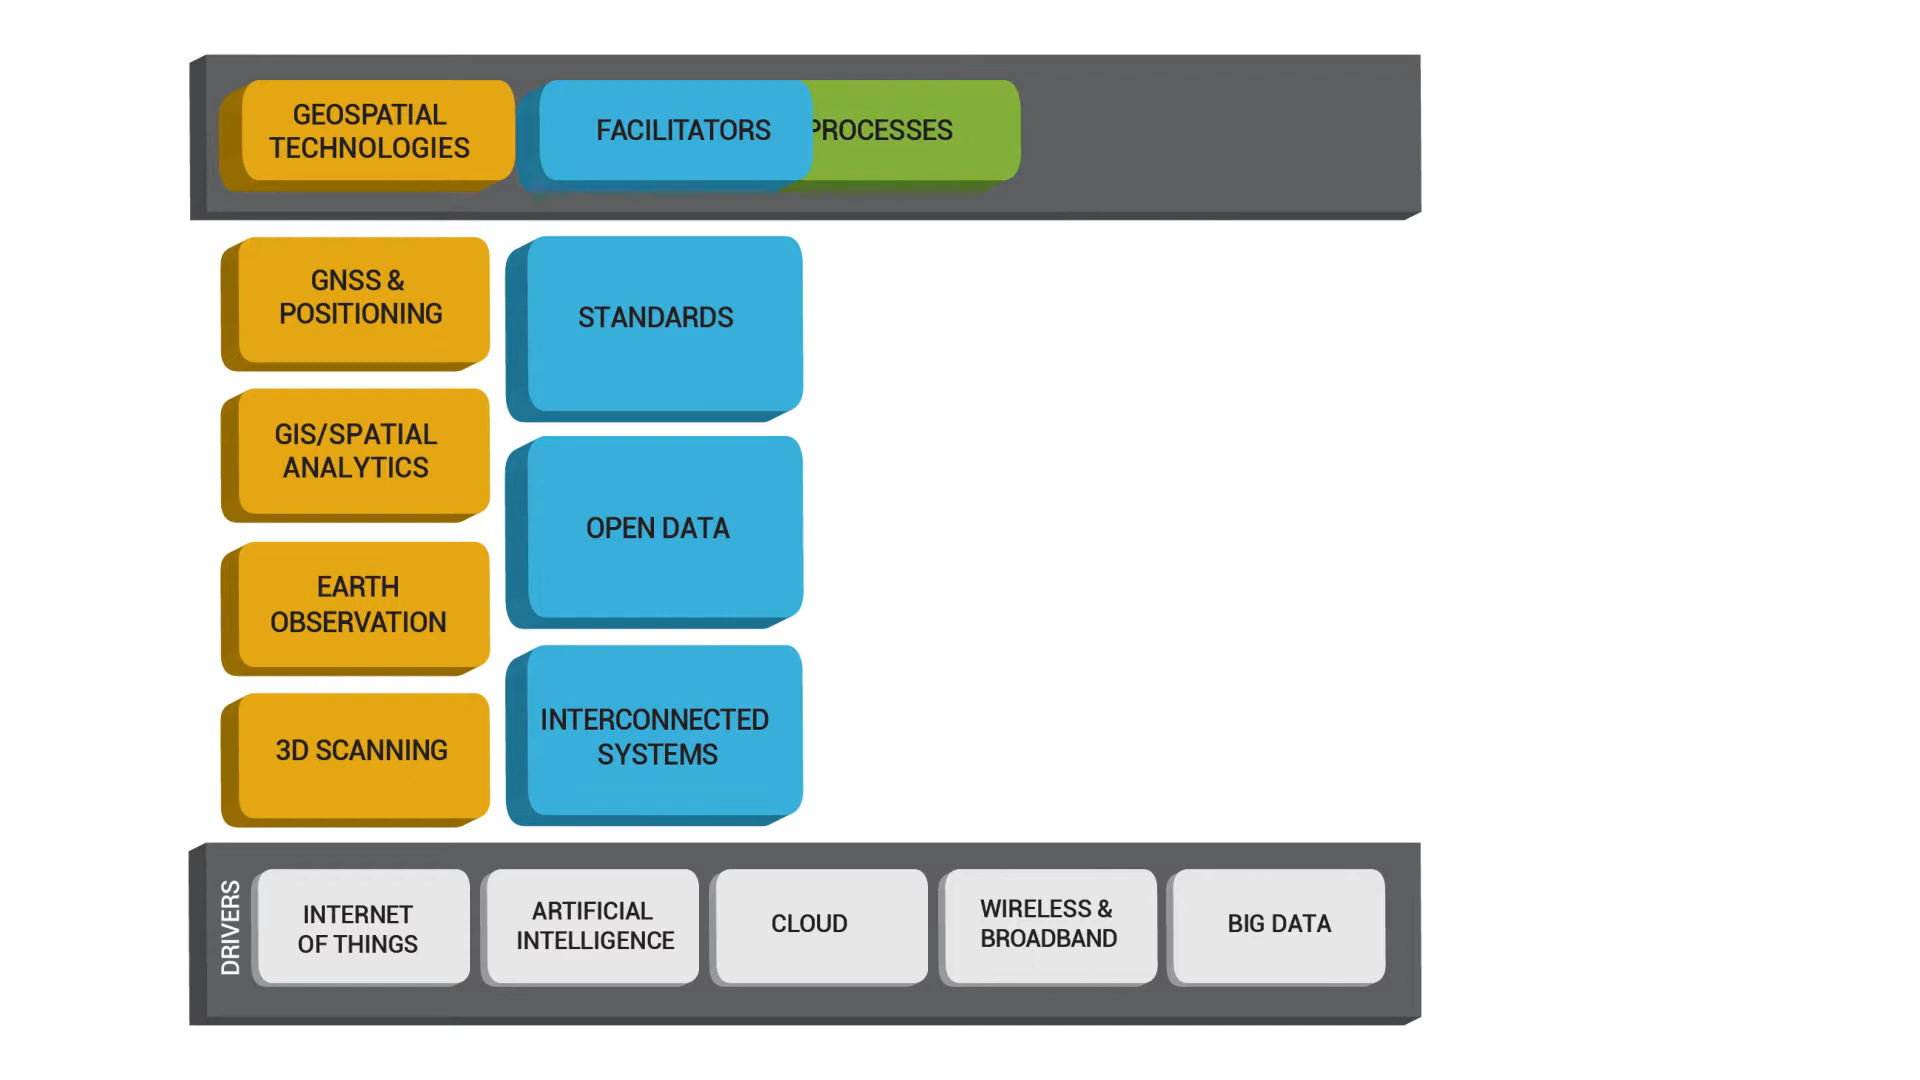 GEOSPATIAL
TECHNOLOGIES
FACILITATORS
PROCESSES
GNSS &
POSITIONING
GIS/SPATIAL
ANALYTICS
EARTH
OBSERVATION
3D SCANNING
STANDARDS
OPEN DATA
INTERCONNECTED
SYSTEMS
DRIVERS
INTERNET
OF THINGS
ARTIFICIAL
INTELLIGENCE
CLOUD
WIRELESS &
BROADBAND
BIG DATA